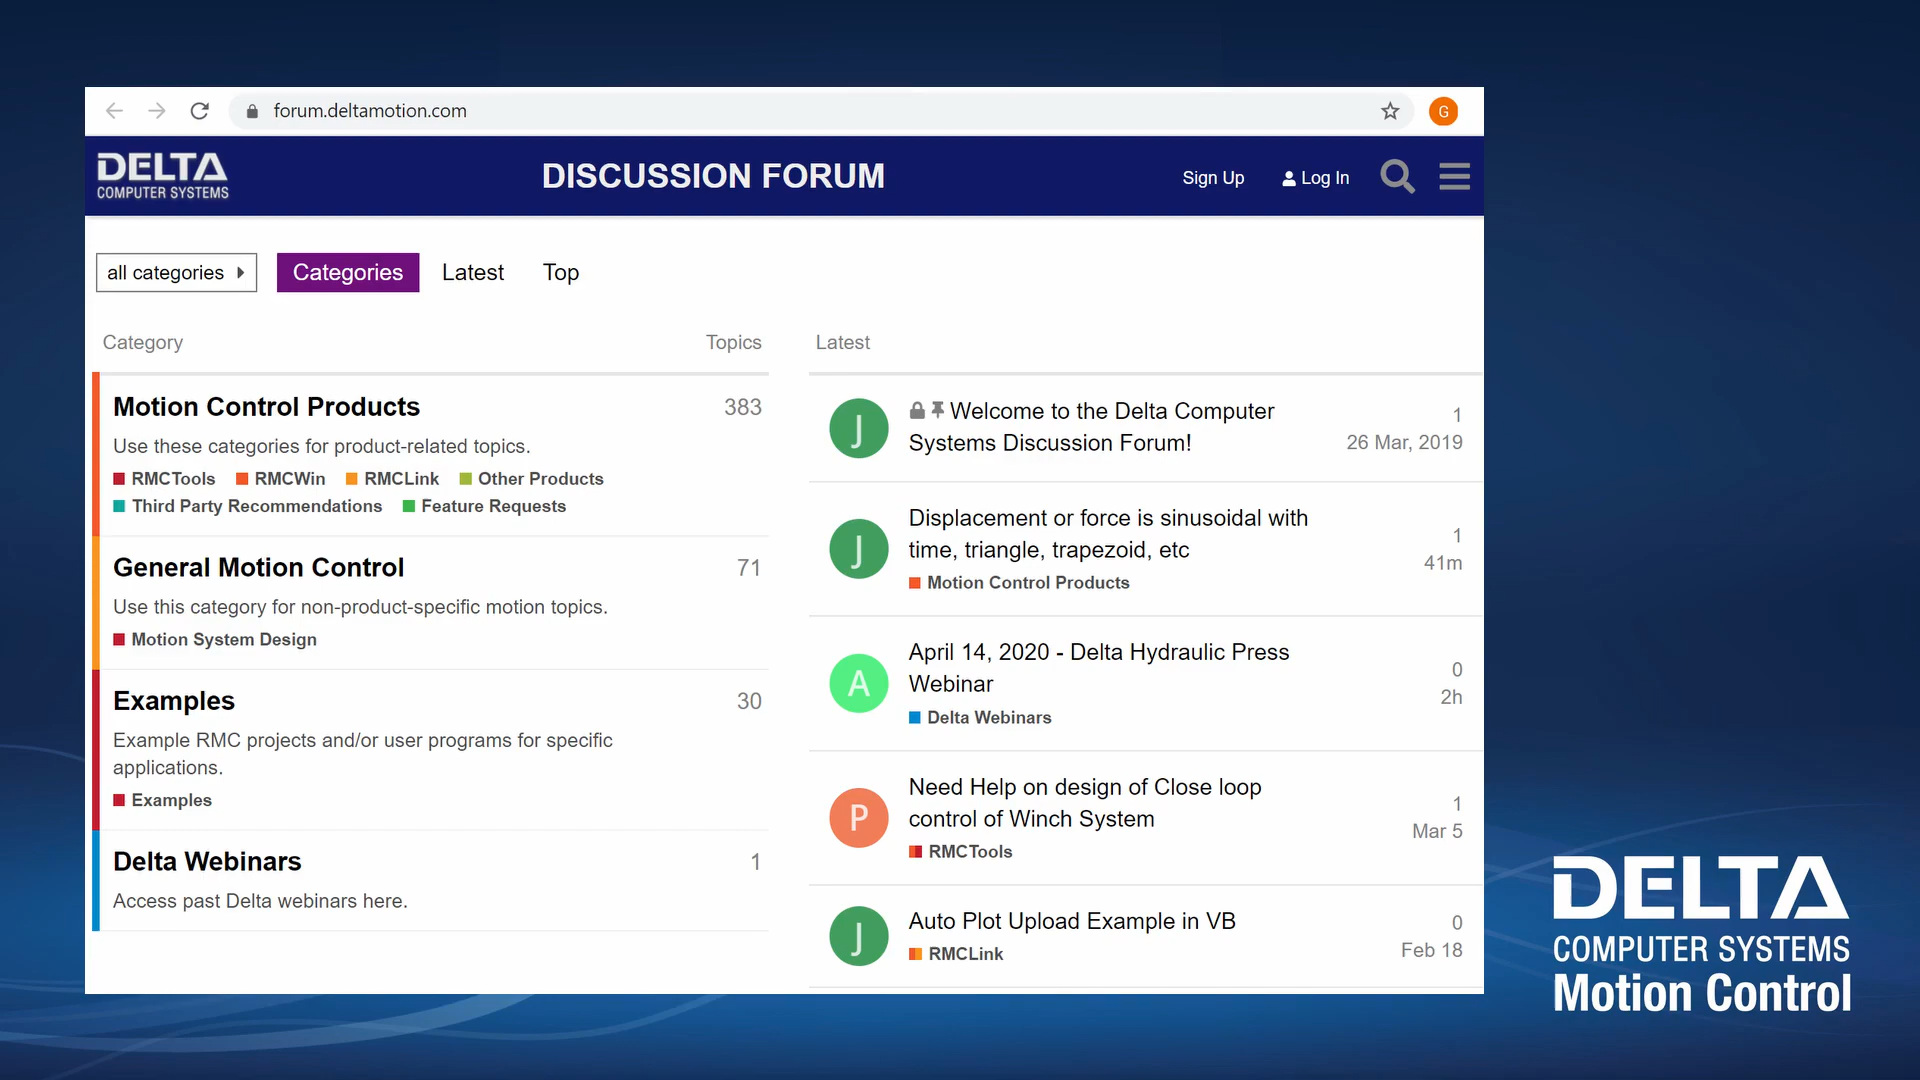 forum.deltamotion.com
G
DELTA
COMPUTER SYSTEMS
DISCUSSION FORUM
Sign Up
Log In
all categories
Categories
Latest
Top
Category
Topics
Motion Control Products
383
Use these categories for product-related topics.
RMCTools
RMCWin
RMCLink
Other Products
Third Party Recommendations
Feature Requests
General Motion Control
71
Use this category for non-product-specific motion topics.
Motion System Design
Examples
30
Example RMC projects and/or user programs for specific
applications.
Examples
Delta Webinars
1
Access past Delta webinars here.
Latest
J
Welcome to the Delta Computer
Systems Discussion Forum!
1
26 Mar, 2019
J
Displacement or force is sinusoidal with
time, triangle, trapezoid, etc
Motion Control Products
1
41m
A
April 14, 2020 - Delta Hydraulic Press
Webinar
Delta Webinars
0
2h
P
Need Help on design of Close loop
control of Winch System
RMCTools
1
Mar 5
J
Auto Plot Upload Example in VB
RMCLink
0
Feb 18
DELTA
COMPUTER SYSTEMS
Motion Control